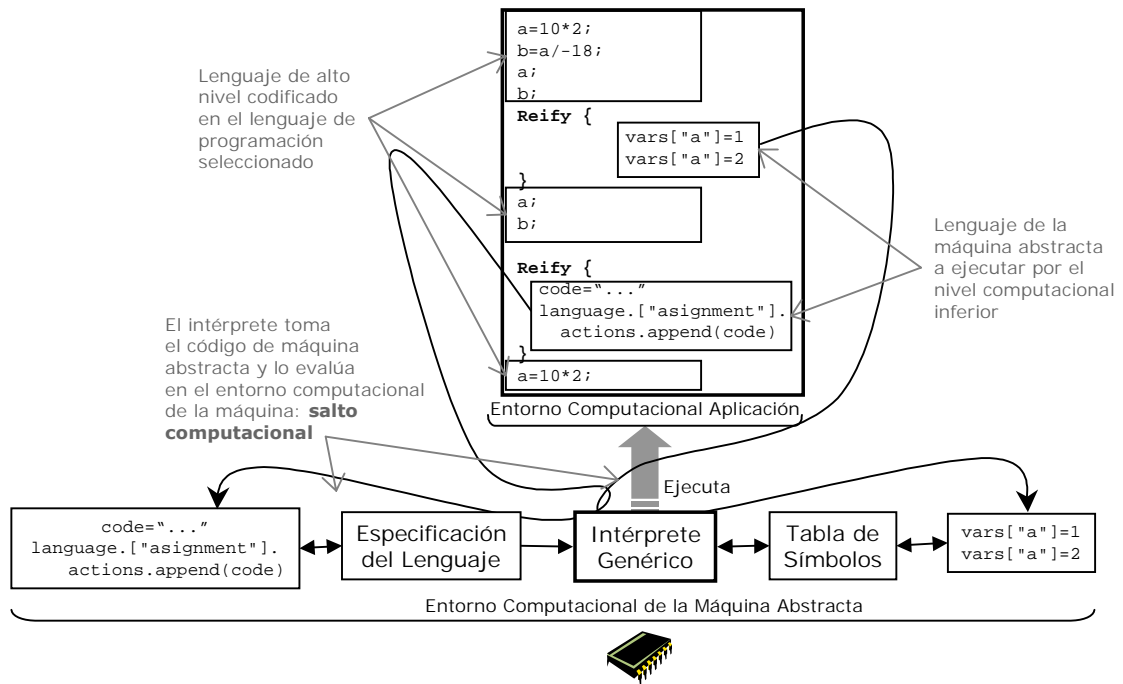 a=10*2;
b=a/-18;
a;
b;
Reify {
vars["a"]=1
vars["a"]=2
}
a;
b;
Reify {
code="..."
language.["asignment"].
actions.append(code)
}
a=10*2;
Entorno Computacional Aplicación
Lenguaje de alto
nivel codificado
en el lenguaje de
programación
seleccionado
Lenguaje de la
máquina abstracta
a ejecutar por el
nivel computacional
inferior
El intérprete toma
el código de máquina
abstracta y lo evalúa
en el entorno computacional
de la máquina: salto
computacional
Ejecuta
code="..."
language.["asignment"].
actions.append(code)
Especificación
del Lenguaje
Intérprete
Genérico
Tabla de
Símbolos
vars["a"]=1
vars["a"]=2
Entorno Computacional de la Máquina Abstracta